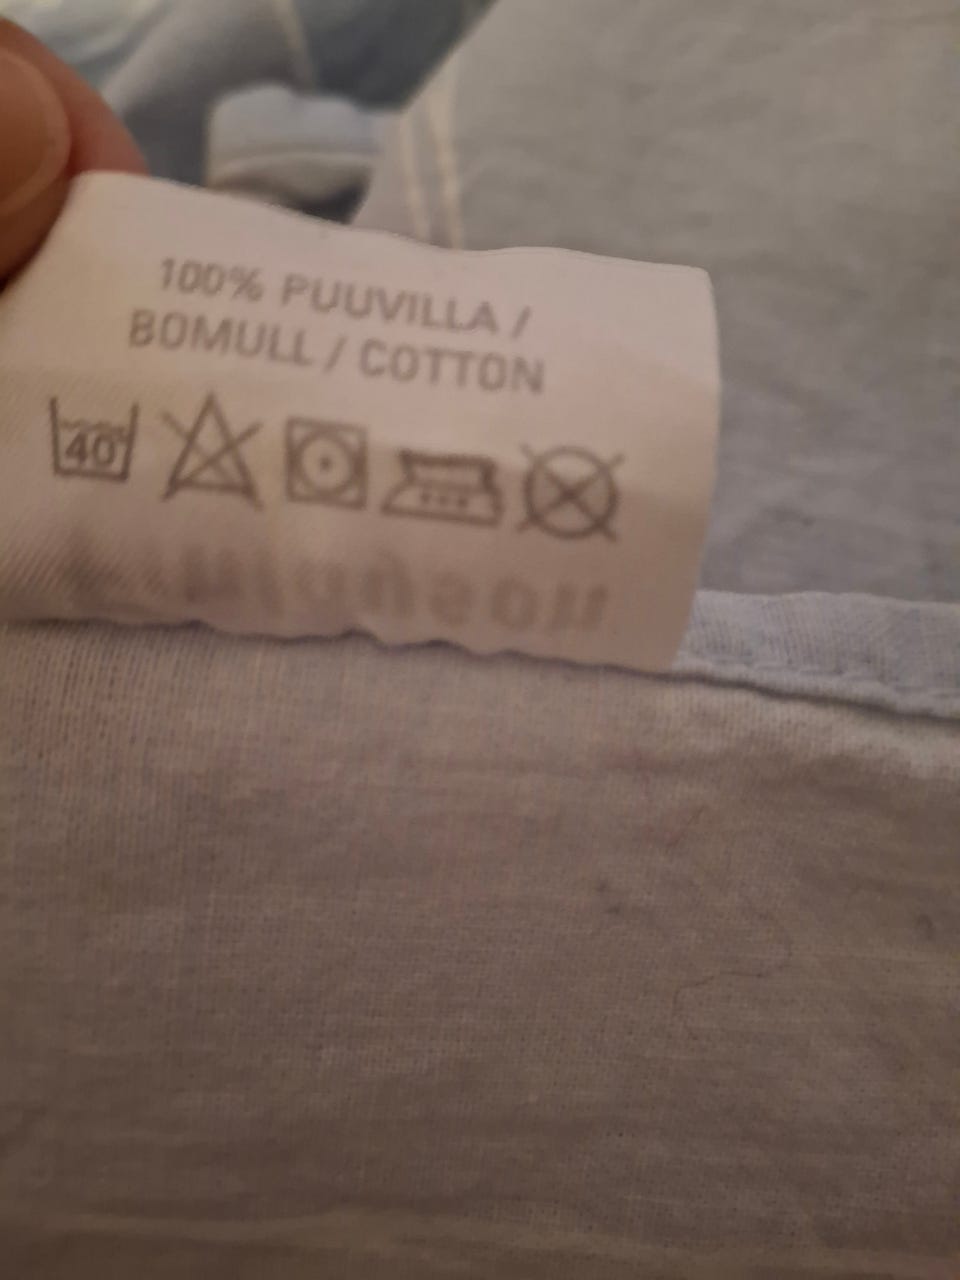 100% PUUVILLA /
BOMULL / COTTON
40°